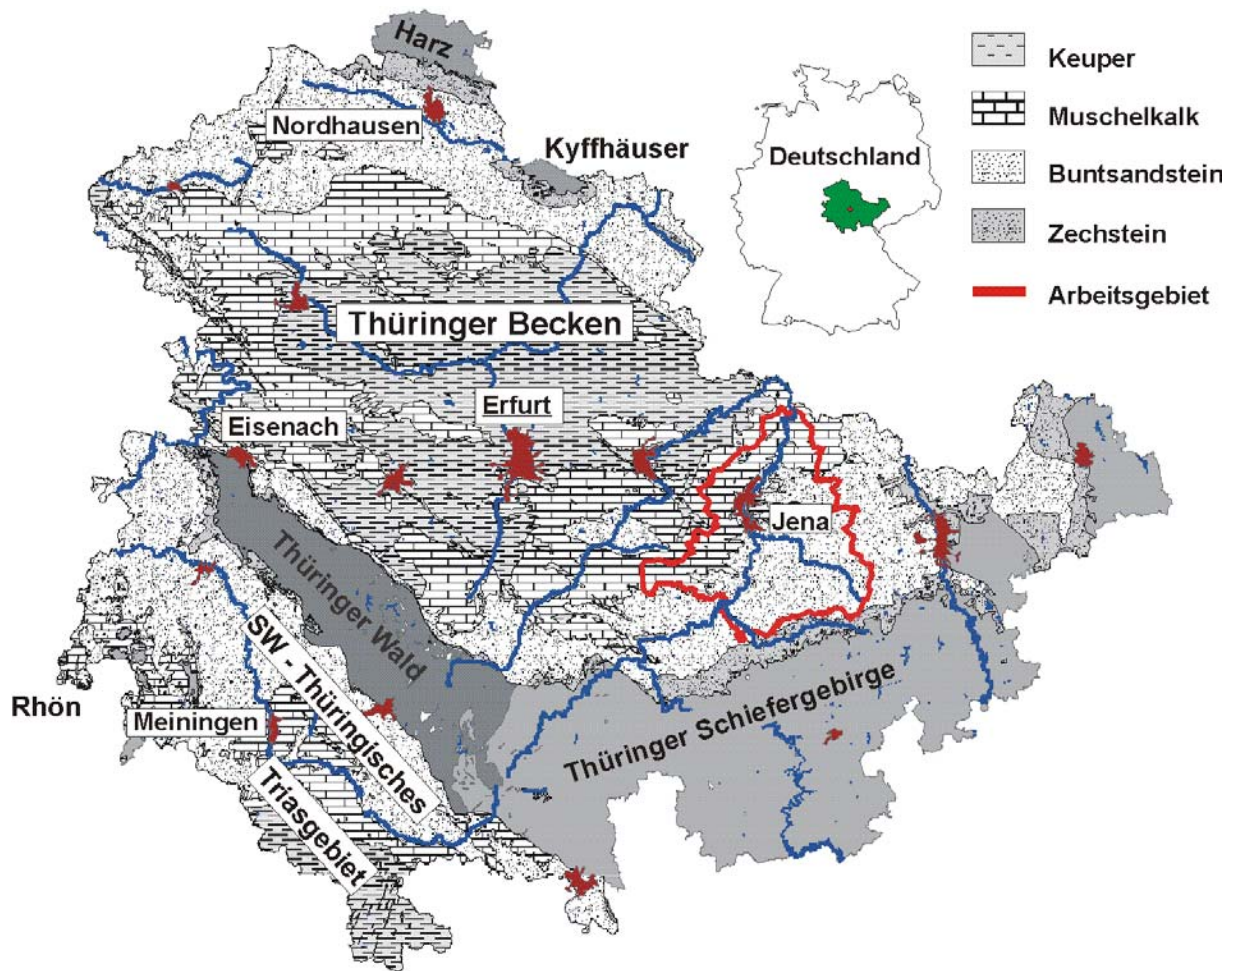 Harz
Keuper
Nordhausen
Muschelkalk
Kyffhäuser
Deutschland
Buntsandstein
Zechstein
Arbeitsgebiet
Thüringer Becken
Erfurt
Eisenach
Jena
Thüringer Wald
SW - Thüringisches
Triasgebiet
Rhön
Meiningen
Thüringer Schiefergebirge